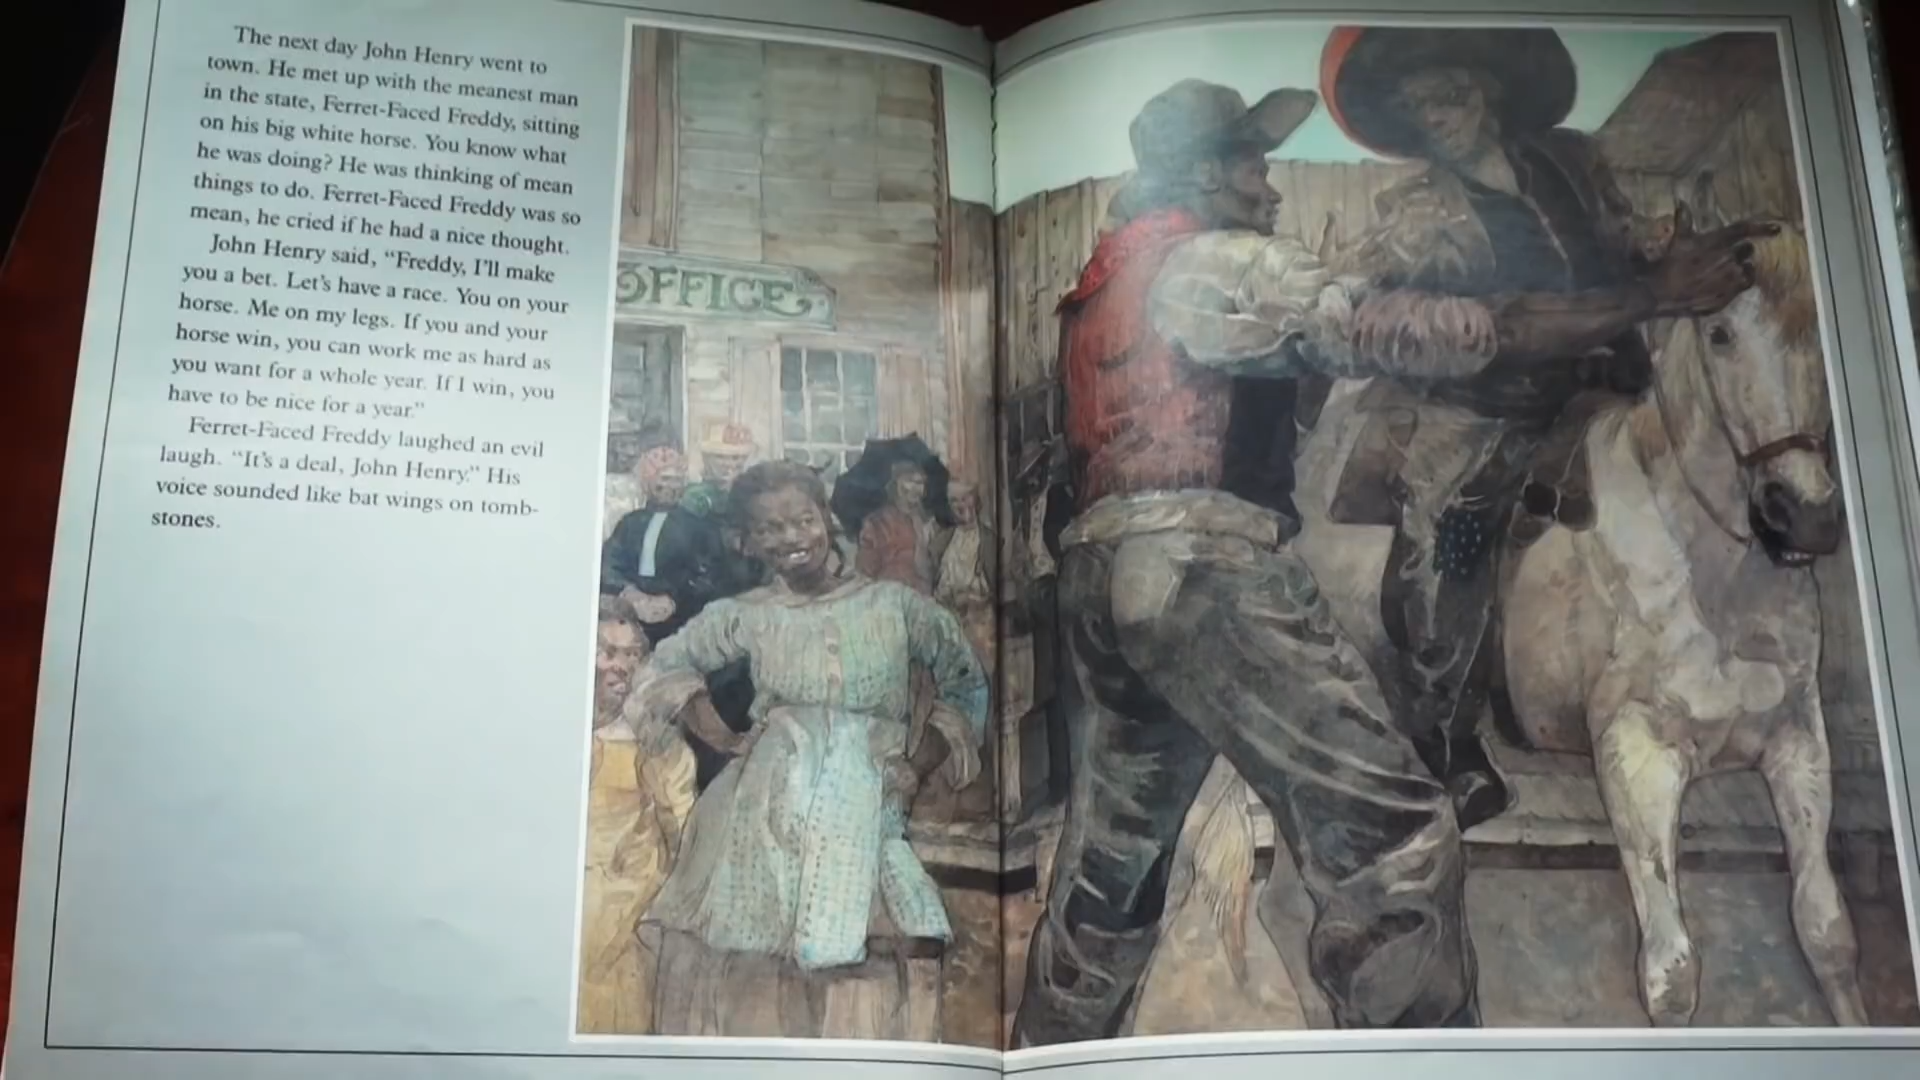 The next day John Henry went to
town. He met up with the meanest man
in the state, Ferret-Faced Freddy, sitting
on his big white horse. You know what
he was doing? He was thinking of mean
things to do. Ferret-Faced Freddy was so
mean, he cried if he had a nice thought.
John Henry said, “Freddy, I’ll make
you a bet. Let’s have a race. You on your
horse. Me on my legs. If you and your
horse win, you can work me as hard as
you want for a whole year. If I win, you
have to be nice for a year.”
Ferret-Faced Freddy laughed an evil
laugh. “It’s a deal, John Henry.” His
voice sounded like bat wings on tomb-
stones.
OFFICE